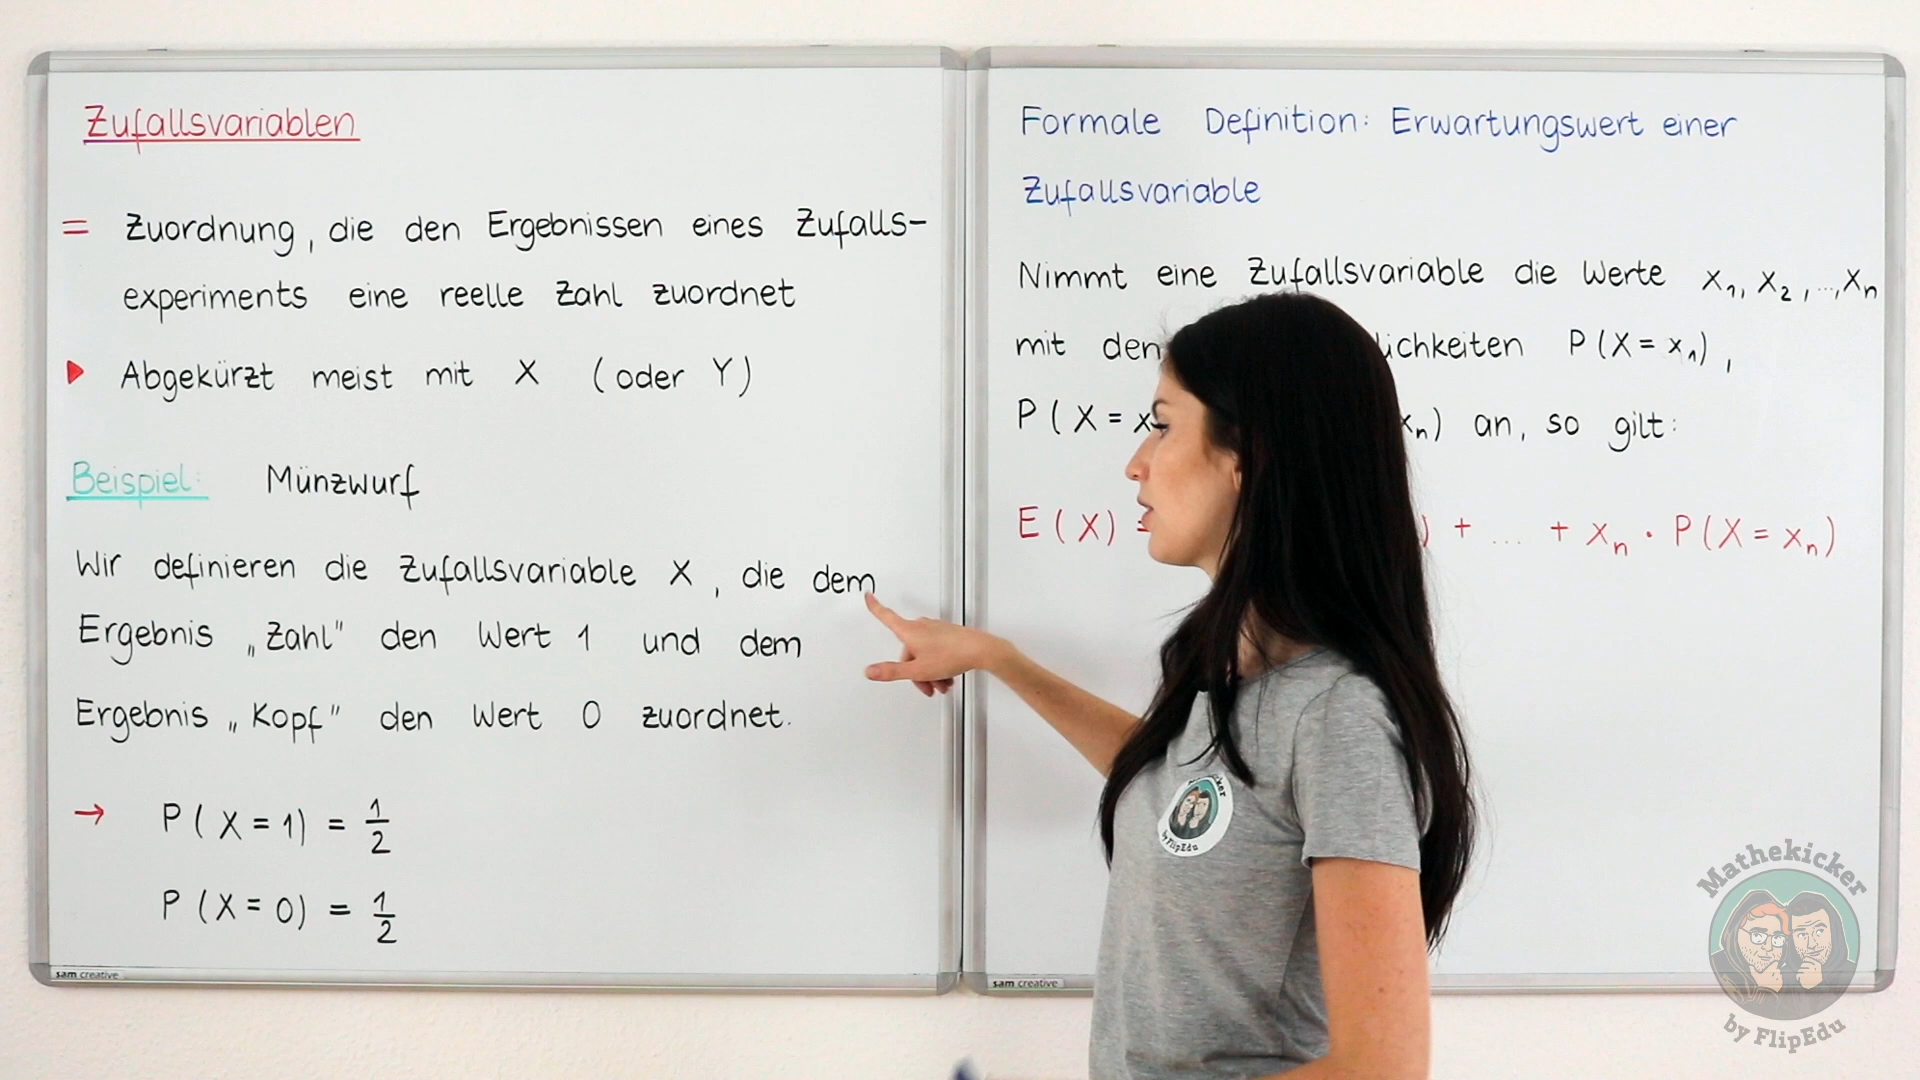 Zufallsvariablen
= Zuordnung, die den Ergebnissen eines Zufalls-
experiments eine reelle Zahl zuordnet
▶ Abgekürzt meist mit X (oder Y)
Beispiel: Münzwurf
Wir definieren die Zufallsvariable X, die dem
Ergebnis „Zahl" den Wert 1 und dem
Ergebnis „Kopf" den Wert 0 zuordnet.
→ P(X=1) = 1/2
P(X=0) = 1/2
sam creative
Formale Definition: Erwartungswert einer
Zufallsvariable
Nimmt eine Zufallsvariable die Werte x₁, x₂, ..., xₙ
mit den lichkeiten P(X=x₁),
P(X=x xₙ) an, so gilt:
E(X) ) + ... + xₙ · P(X=xₙ)
sam creative
by FlipEdu
Mathekicker
by FlipEdu